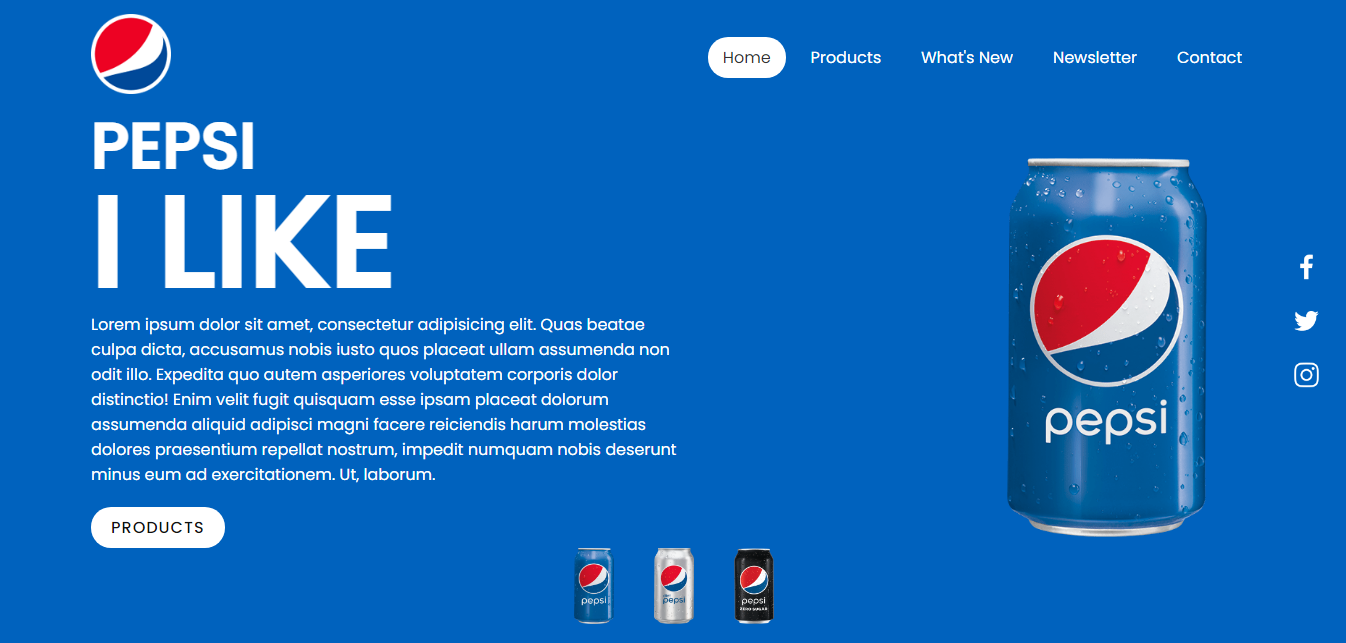 Home Products What's New Newsletter Contact
PEPSI
I LIKE
Lorem ipsum dolor sit amet, consectetur adipisicing elit. Quas beatae
culpa dicta, accusamus nobis iusto quos placeat ullam assumenda non
odit illo. Expedita quo autem asperiores voluptatem corporis dolor
distinctio! Enim velit fugit quisquam esse ipsam placeat dolorum
assumenda aliquid adipisci magni facere reiciendis harum molestias
dolores praesentium repellat nostrum, impedit numquam nobis deserunt
minus eum ad exercitationem. Ut, laborum.
PRODUCTS
pepsi
pepsi
pepsi
pepsi
ZERO SUGAR